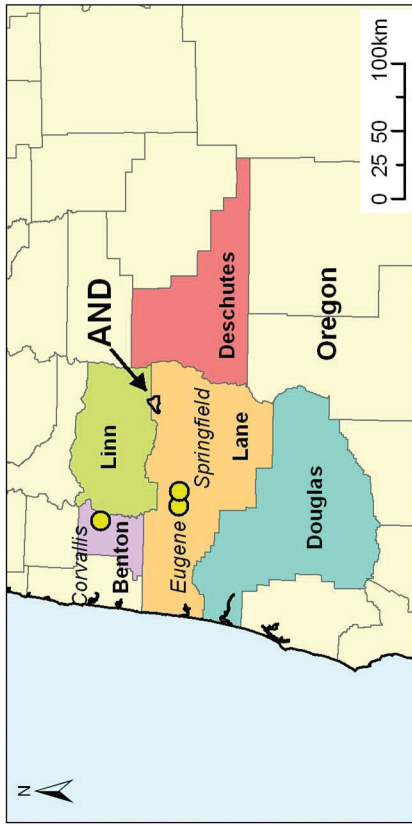 N
Corvallis
Benton
Linn
AND
Eugene
Springfield
Lane
Deschutes
Douglas
Oregon
0 25 50 100km